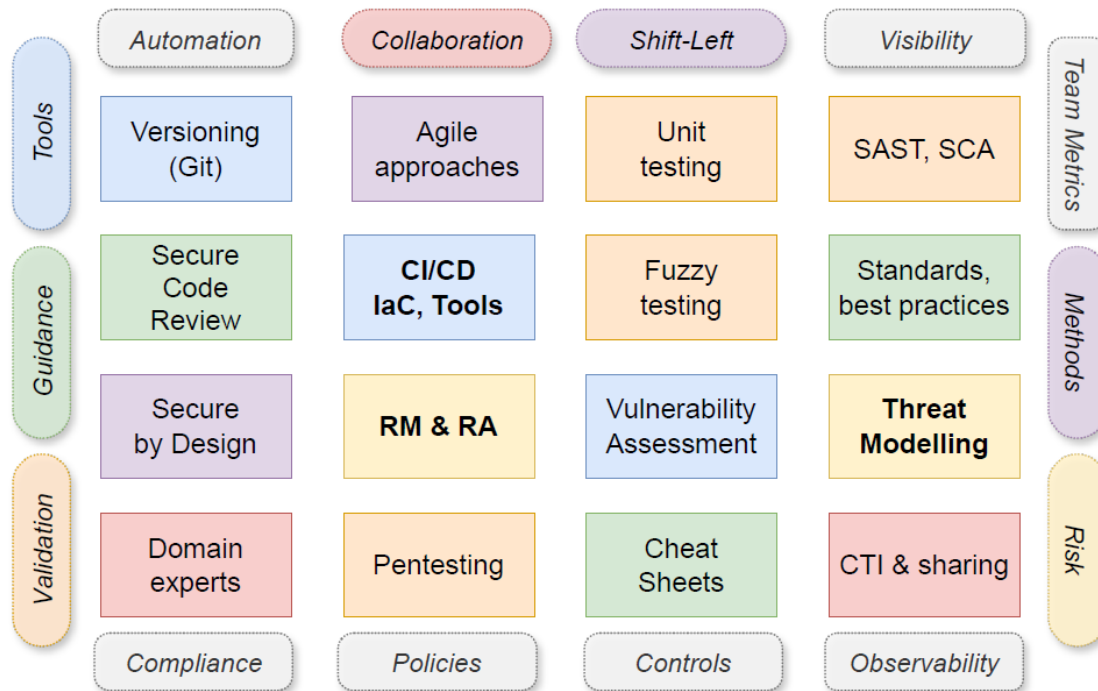 Automation
Collaboration
Shift-Left
Visibility
Tools
Guidance
Validation
Versioning
(Git)
Agile
approaches
Unit
testing
SAST, SCA
Secure
Code
Review
CI/CD
IaC, Tools
Fuzzy
testing
Standards,
best practices
Secure
by Design
RM & RA
Vulnerability
Assessment
Threat
Modelling
Domain
experts
Pentesting
Cheat
Sheets
CTI & sharing
Team Metrics
Methods
Risk
Compliance
Policies
Controls
Observability